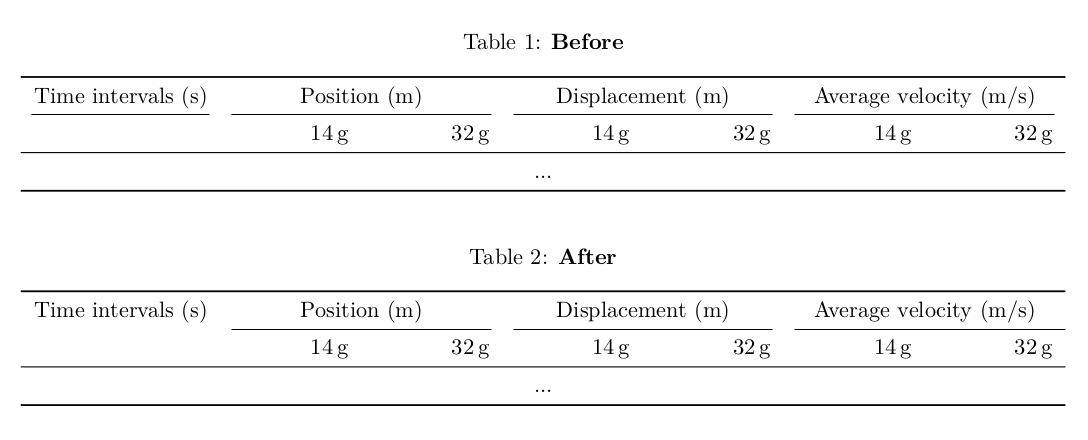 Table 1: Before
Time intervals (s) Position (m) Displacement (m) Average velocity (m/s)
14 g 32 g 14 g 32 g 14 g 32 g
...
Table 2: After
Time intervals (s) Position (m) Displacement (m) Average velocity (m/s)
14 g 32 g 14 g 32 g 14 g 32 g
...